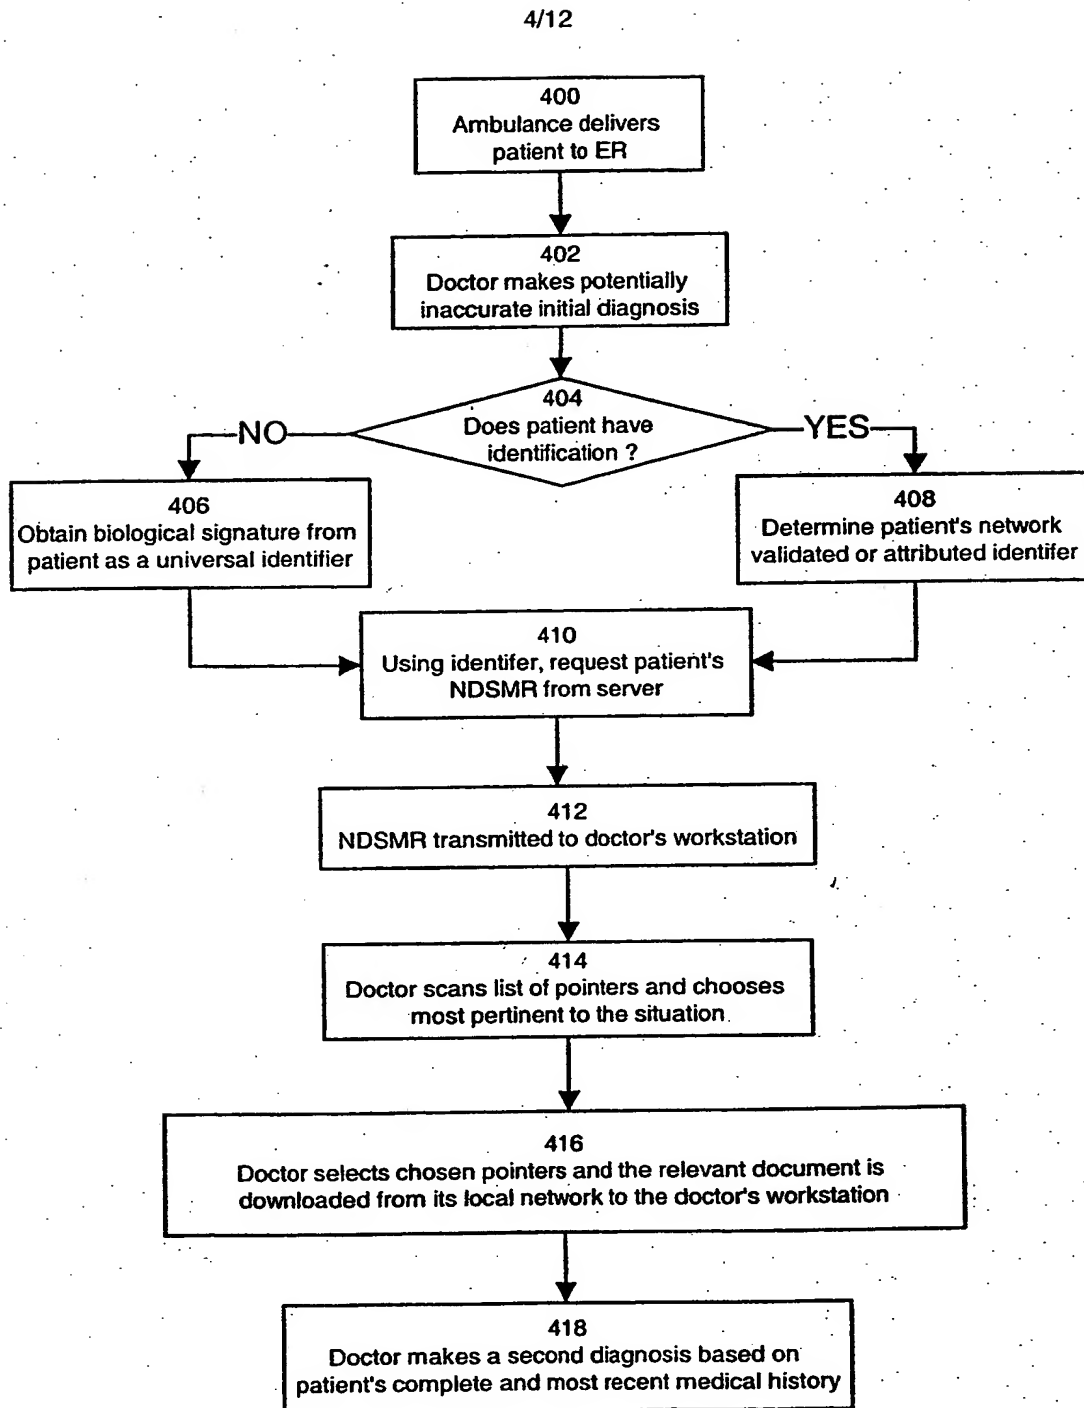 4/12
400
Ambulance delivers
patient to ER
402
Doctor makes potentially
inaccurate initial diagnosis
404
Does patient have
identification ?
NO
YES
406
Obtain biological signature from
patient as a universal identifier
408
Determine patient's network
validated or attributed identifer
410
Using identifer, request patient's
NDSMR from server
412
NDSMR transmitted to doctor's workstation
414
Doctor scans list of pointers and chooses
most pertinent to the situation
416
Doctor selects chosen pointers and the relevant document is
downloaded from its local network to the doctor's workstation
418
Doctor makes a second diagnosis based on
patient's complete and most recent medical history